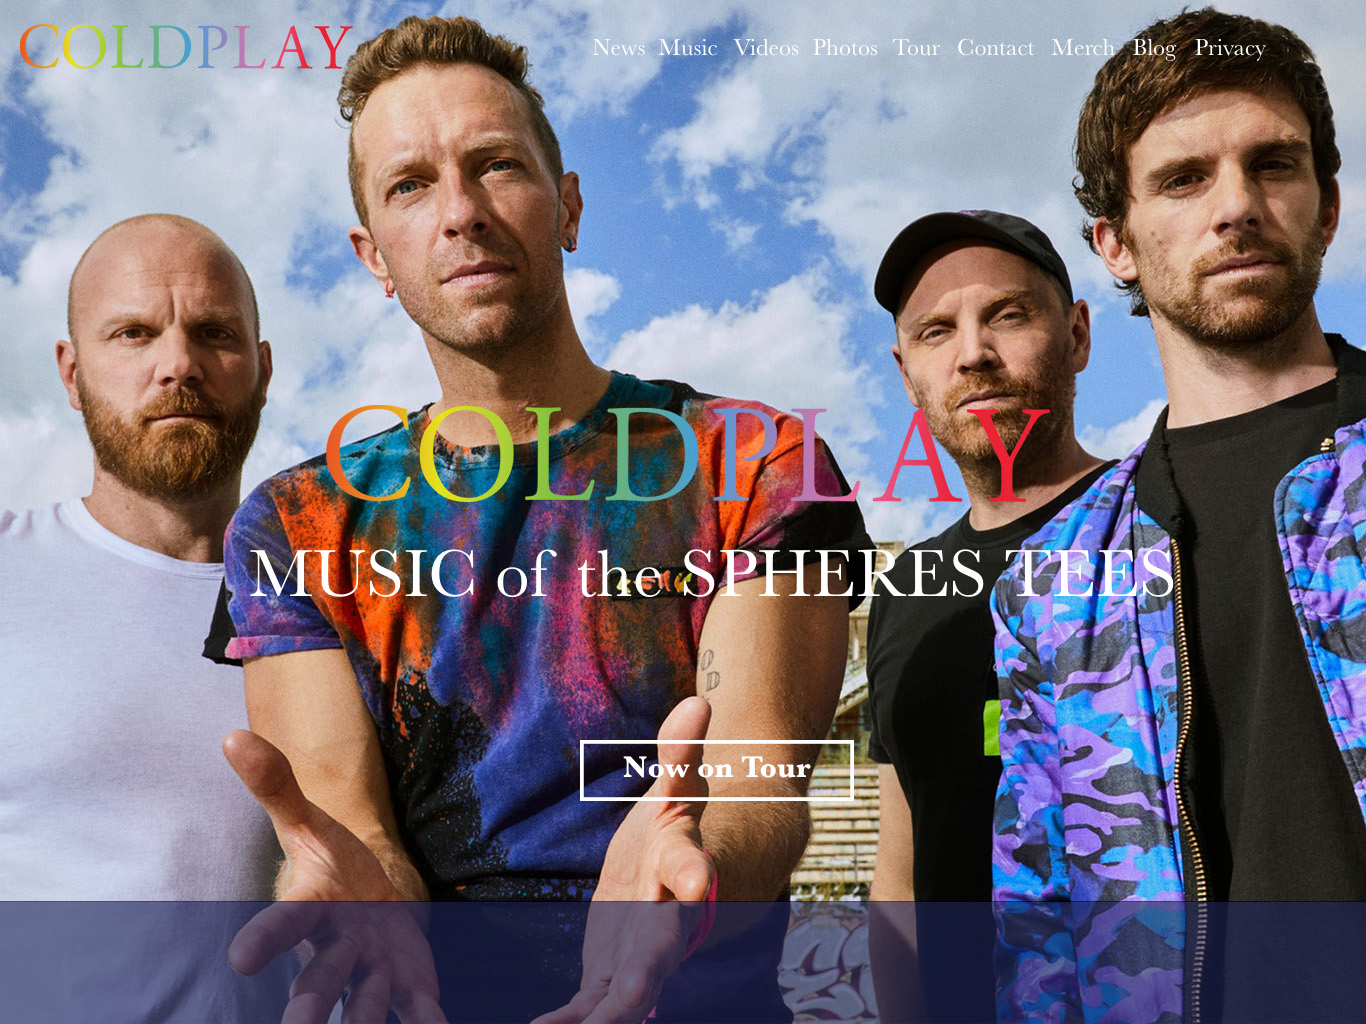 COLDPLAY
News Music Videos Photos Tour Contact Merch Blog Privacy
COLDPLAY
MUSIC of the SPHERES TEES
Now on Tour